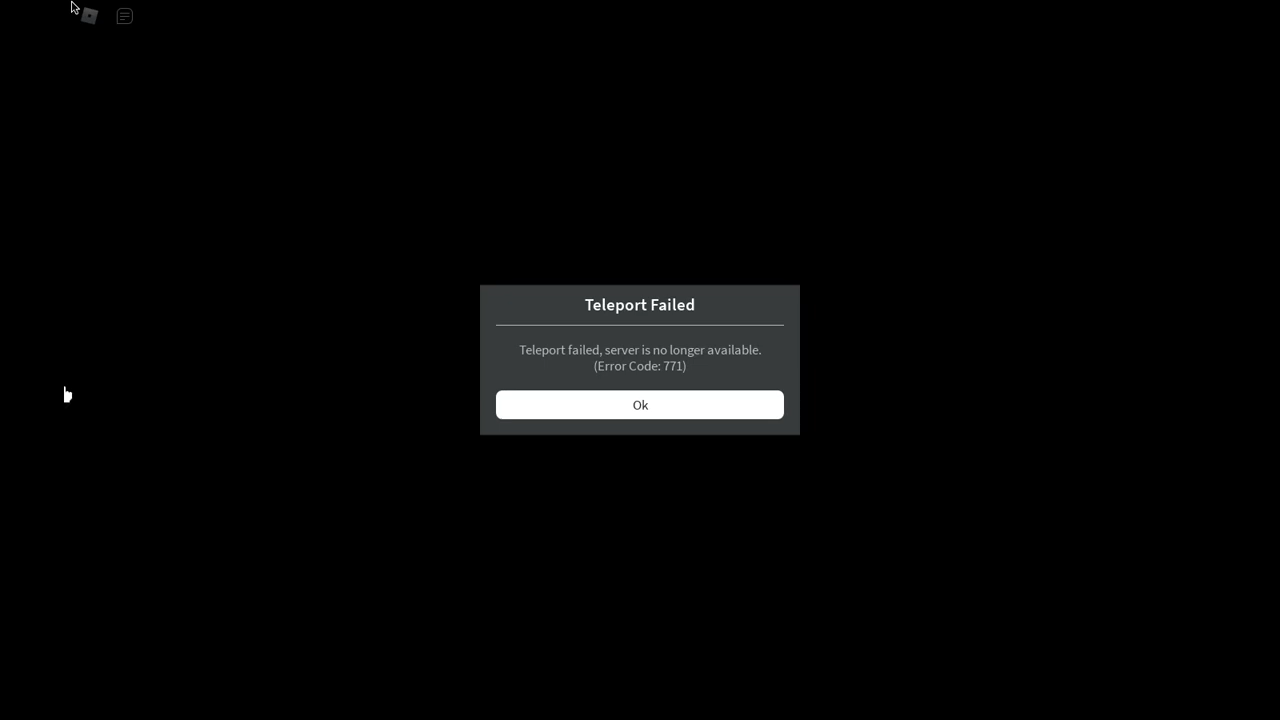 Teleport Failed
Teleport failed, server is no longer available.
(Error Code: 771)
Ok